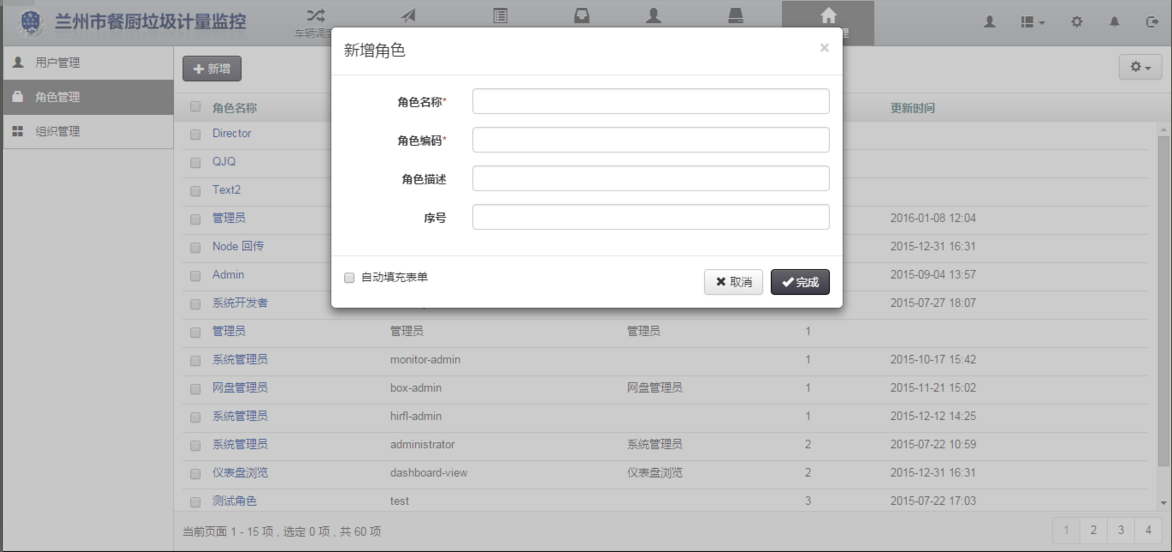 兰州市餐厨垃圾计量监控
车辆调
理
用户管理
角色管理
组织管理
新增
新增角色
×
角色名称*
角色编码*
角色描述
序号
自动填充表单
取消
完成
角色名称 更新时间
Director
QJQ
Text2
管理员 2016-01-08 12:04
Node 回传 2015-12-31 16:31
Admin 2015-09-04 13:57
系统开发者 2015-07-27 18:07
管理员 管理员 管理员 1
系统管理员 monitor-admin 1 2015-10-17 15:42
网盘管理员 box-admin 网盘管理员 1 2015-11-21 15:02
系统管理员 hirfl-admin 1 2015-12-12 14:25
系统管理员 administrator 系统管理员 2 2015-07-22 10:59
仪表盘浏览 dashboard-view 仪表盘浏览 2 2015-12-31 16:31
测试角色 test 3 2015-07-22 17:03
当前页面 1 - 15 项 , 选定 0 项 , 共 60 项
1 2 3 4